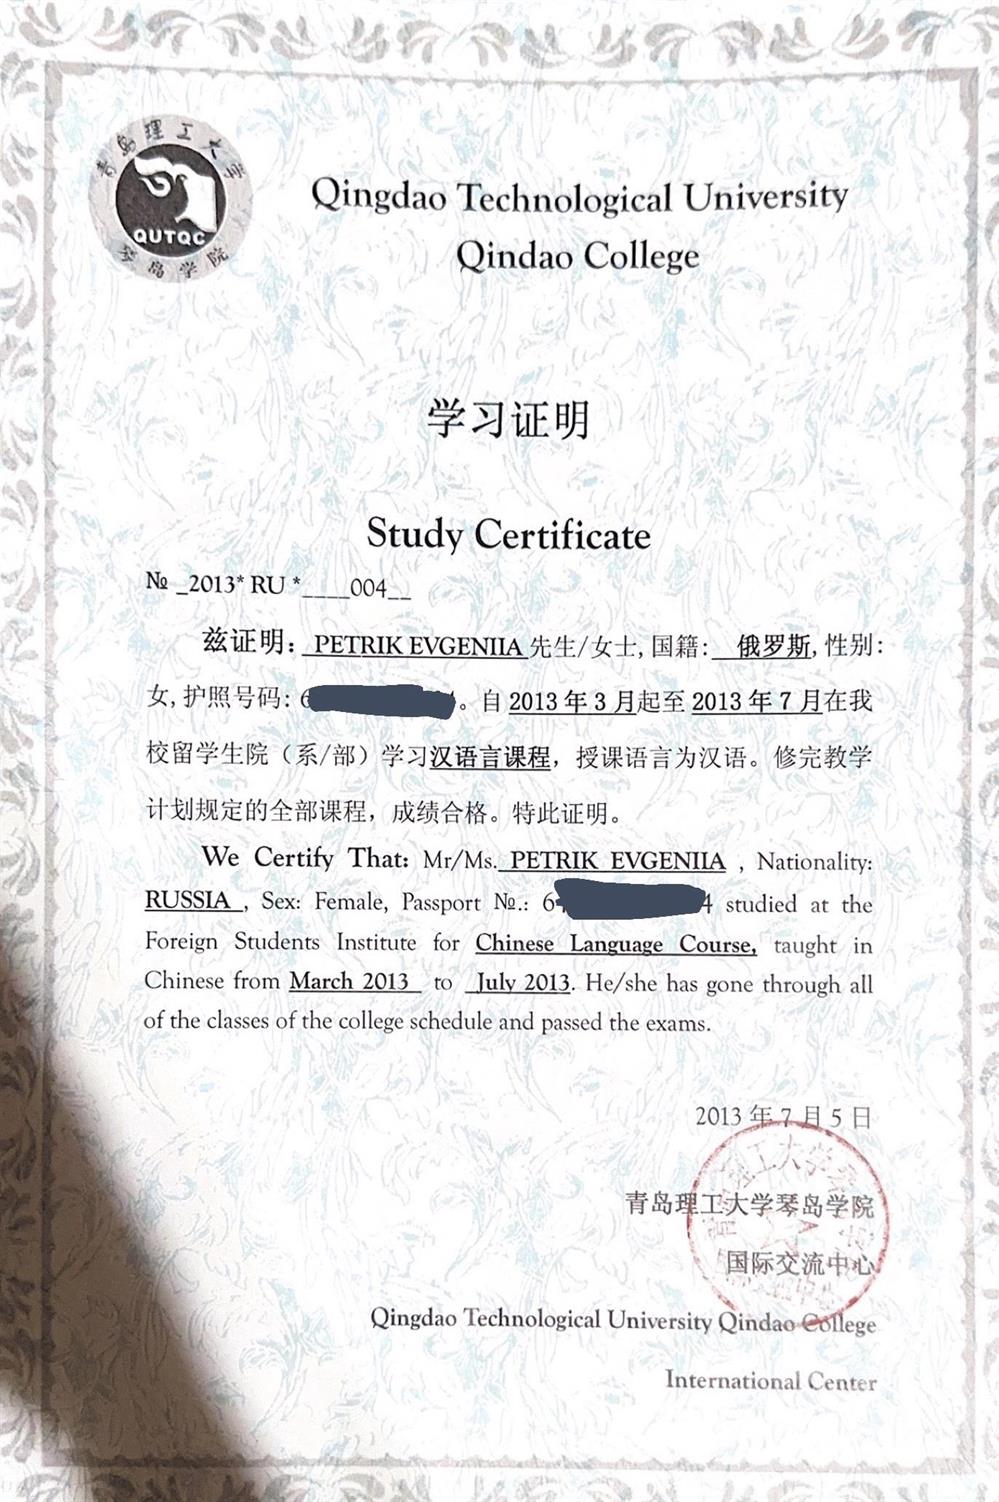 青岛理工大学
QUTQC
琴岛学院
Qingdao Technological University
Qindao College
学习证明
Study Certificate
№ _2013* RU *____004__
兹证明: PETRIK EVGENIIA 先生/女士, 国籍: 俄罗斯, 性别:
女, 护照号码: 6 。自 2013 年 3 月起至 2013 年 7 月在我
校留学生院（系/部）学习汉语言课程，授课语言为汉语。修完教学
计划规定的全部课程，成绩合格。特此证明。
We Certify That: Mr/Ms. PETRIK EVGENIIA , Nationality:
RUSSIA , Sex: Female, Passport №.: 6 4 studied at the
Foreign Students Institute for Chinese Language Course, taught in
Chinese from March 2013 to July 2013. He/she has gone through all
of the classes of the college schedule and passed the exams.
2013 年 7 月 5 日
青岛理工大学琴岛学院
国际交流中心
Qingdao Technological University Qindao College
International Center